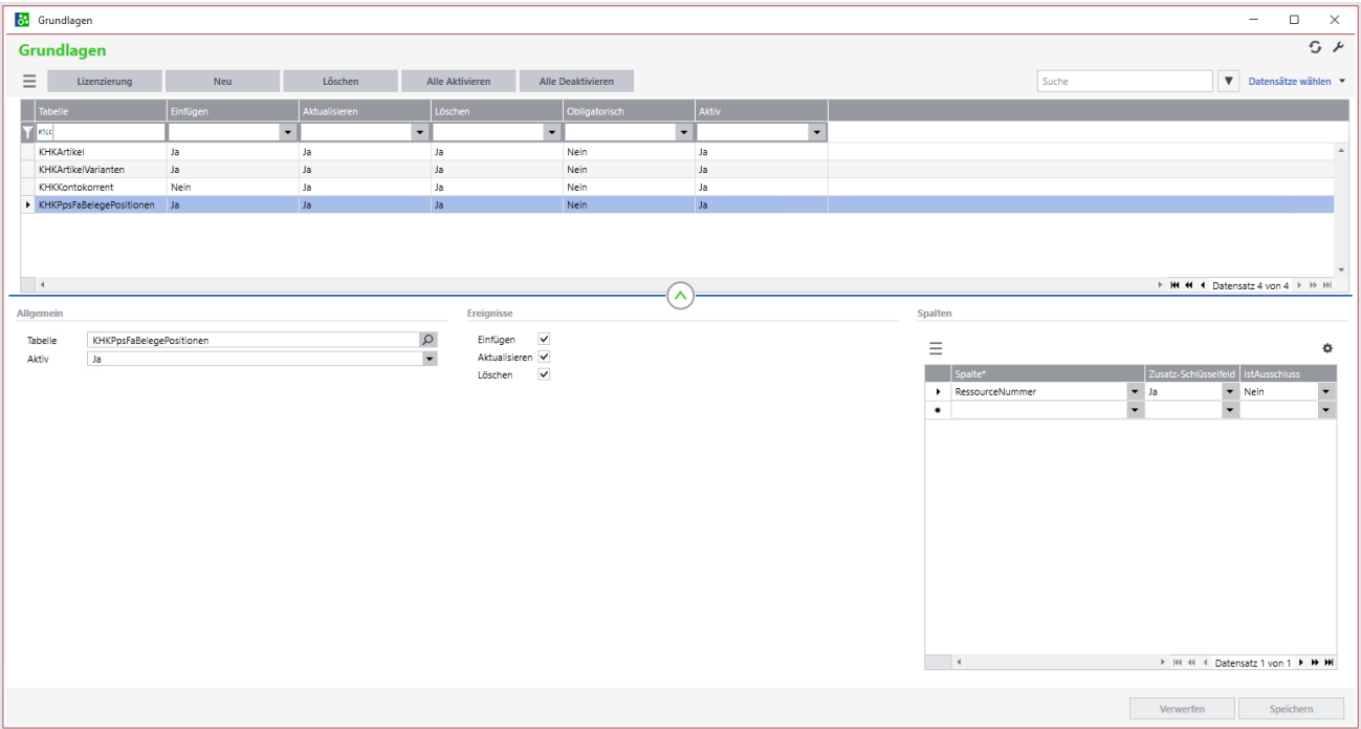 Grundlagen
Grundlagen
Lizenzierung Neu Löschen Alle Aktivieren Alle Deaktivieren Suche Datensätze wählen
Tabelle Einfügen Aktualisieren Löschen Obligatorisch Aktiv
KHKArtikel Ja Ja Ja Nein Ja
KHKArtikelVarianten Ja Ja Ja Nein Ja
KHKKontokorrent Nein Ja Ja Nein Ja
KHKPpsFaBelegePositionen Ja Ja Ja Nein Ja
Datensatz 4 von 4
Allgemein Ereignisse Spalten
Tabelle KHKPpsFaBelegePositionen Einfügen
Aktiv Ja Aktualisieren
Löschen
Spalte* Zusatz-Schlüsselfeld IstAusschluss
RessourceNummer Ja Nein
Datensatz 1 von 1
Verwerfen Speichern